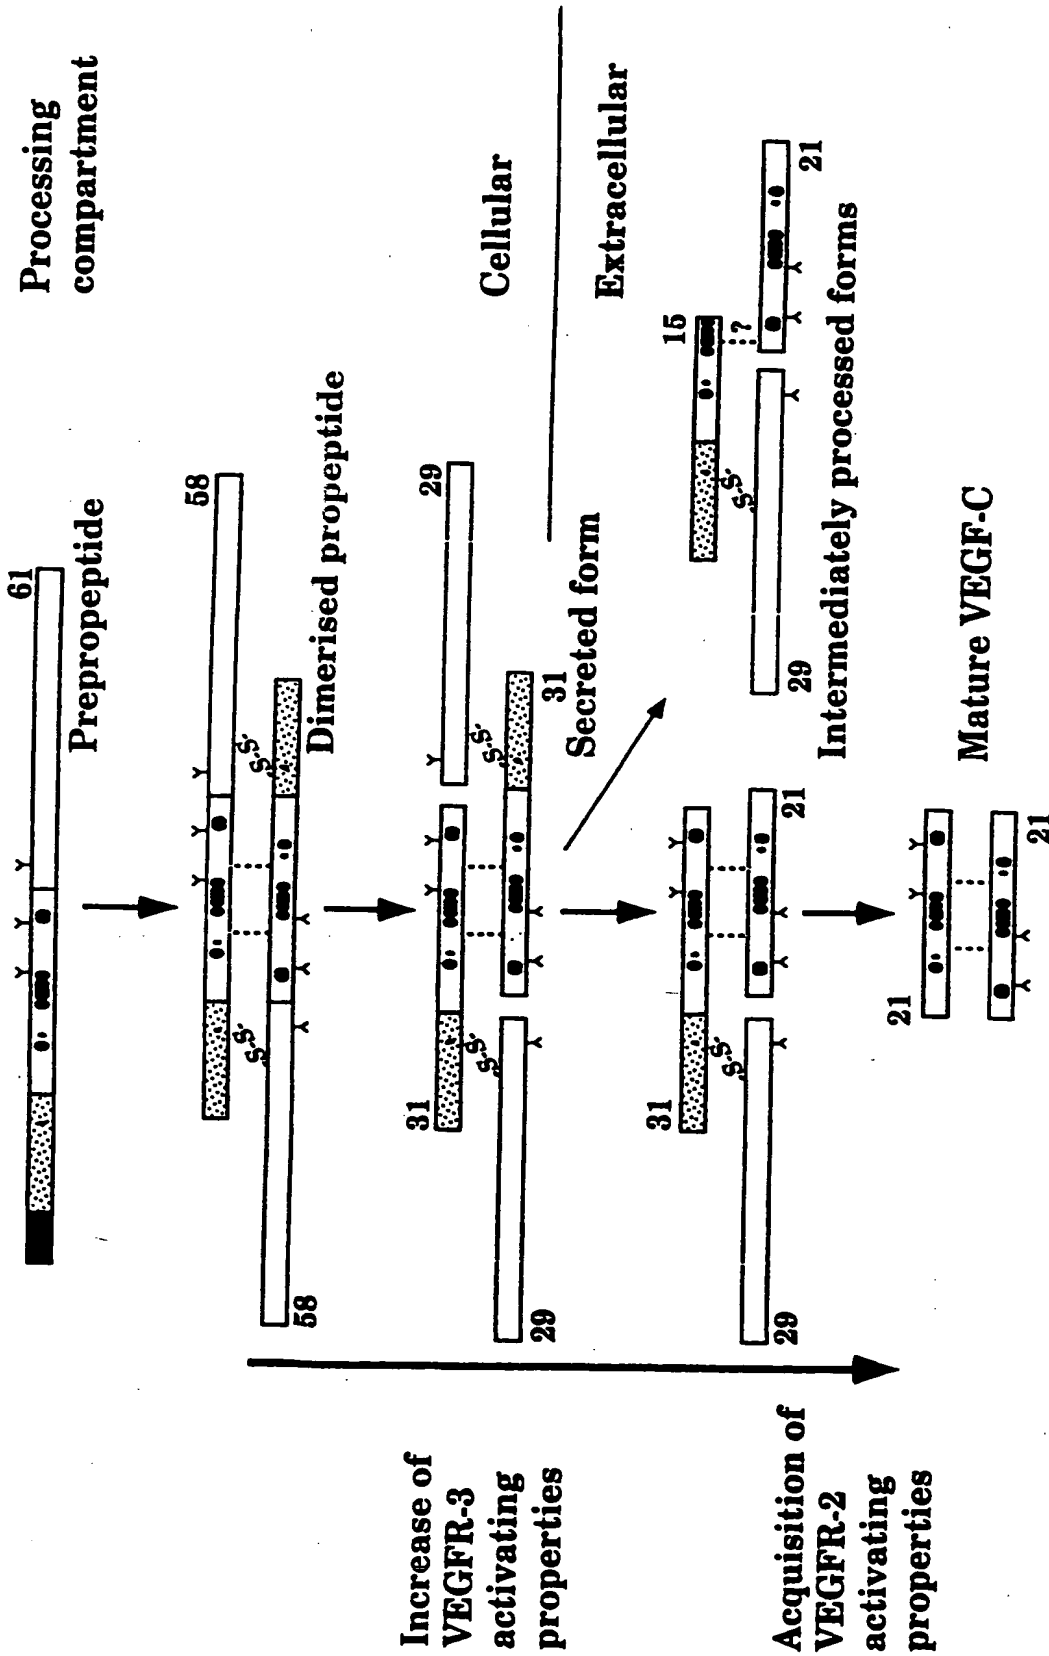 Processing
compartment
61
Prepropeptide
58
S-S
S-S
58
Dimerised propeptide
Cellular
29
31
S-S
S-S
29
31
Secreted form
Extracellular
Increase of
VEGFR-3
activating
properties
31
S-S
29
21
15
?
S-S
29
21
Intermediately processed forms
Acquisition of
VEGFR-2
activating
properties
21
21
Mature VEGF-C